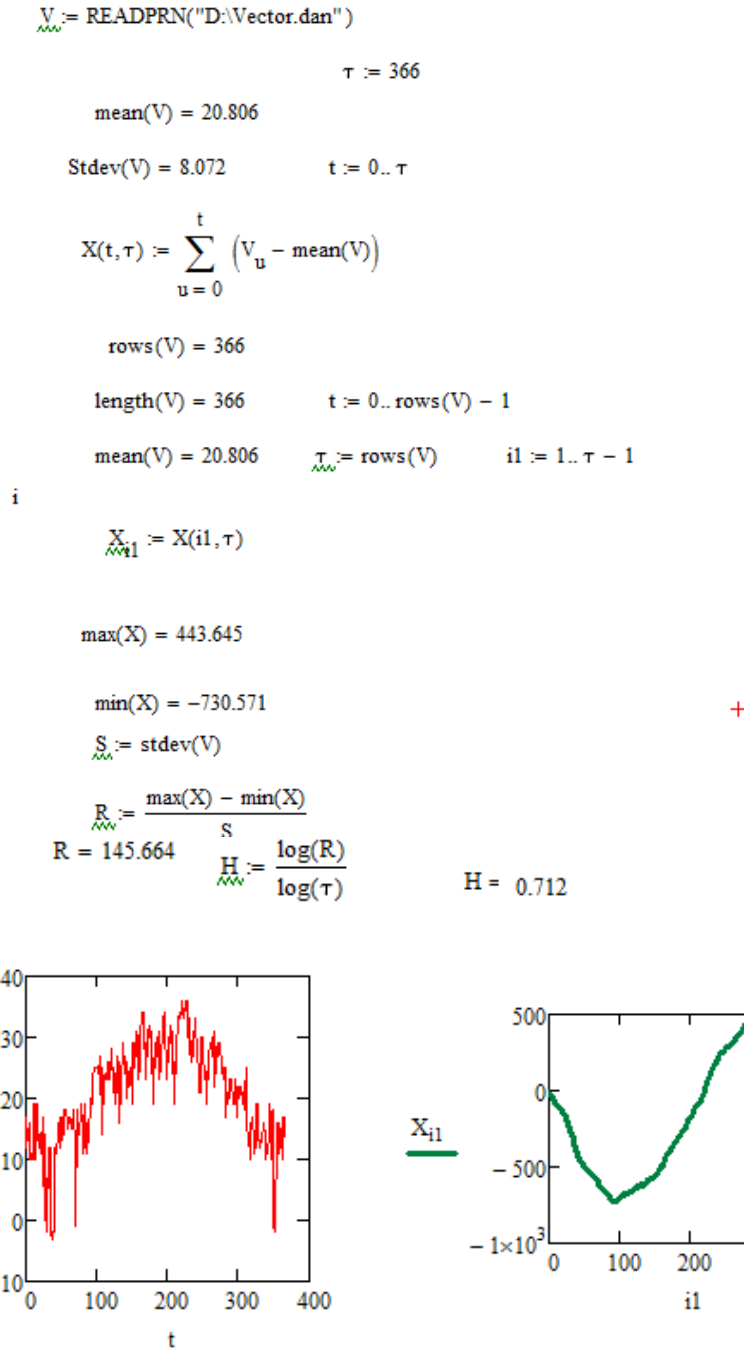 V := READPRN("D:\Vector.dan")
τ := 366
mean(V) = 20.806
Stdev(V) = 8.072 t := 0.. τ
t
X(t,τ) := ∑ (V_u − mean(V))
u = 0
rows(V) = 366
length(V) = 366 t := 0.. rows(V) − 1
mean(V) = 20.806 τ := rows(V) i1 := 1.. τ − 1
i
X_i1 := X(i1,τ)
max(X) = 443.645
min(X) = −730.571
S := stdev(V)
R := max(X) − min(X)
S
R = 145.664 H := log(R)
log(τ)
H = 0.712
40
30
20
10
0
10
0 100 200 300 400
t
500
0
X_i1
− 500
− 1×10^3
0 100 200
i1